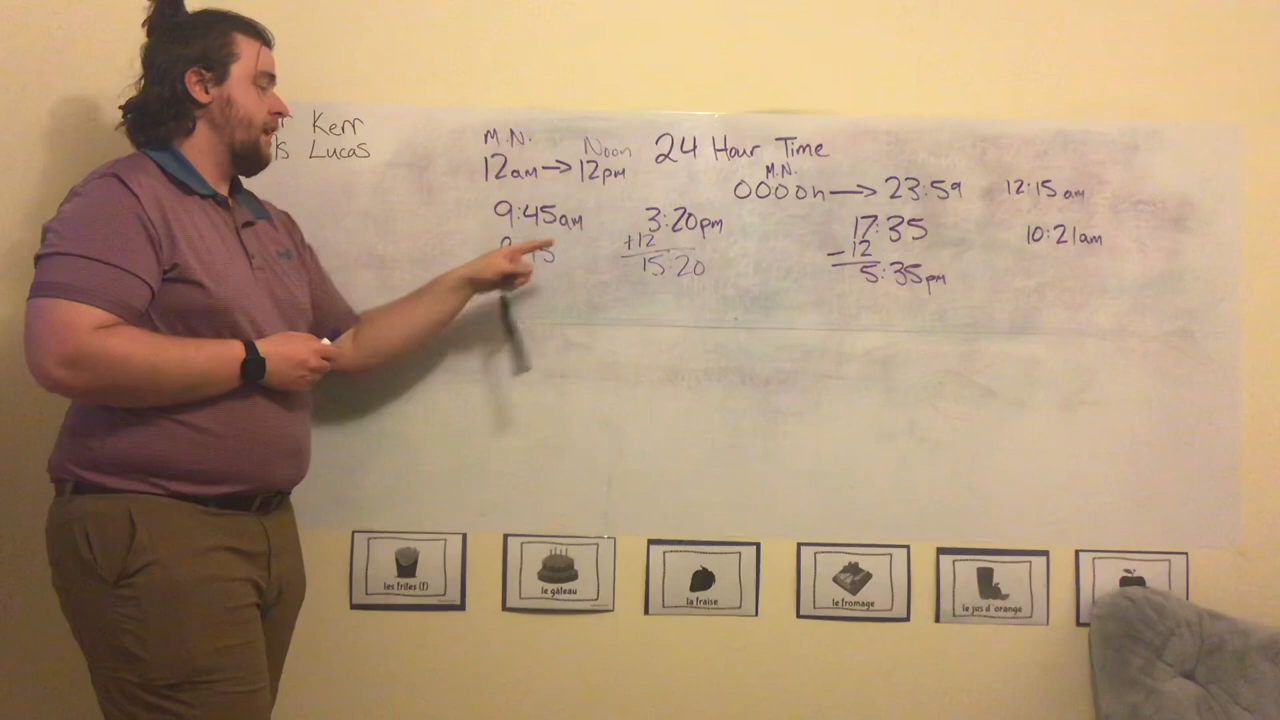 Kerr
Lucas
M.N. Noon
12am → 12pm
24 Hour Time
M.N.
0000h → 23:59
12:15 am
9:45am
3:20pm
+12
15:20
17:35
-12
5:35pm
10:21am
les frites (f)
le gâteau
la fraise
le fromage
le jus d'orange